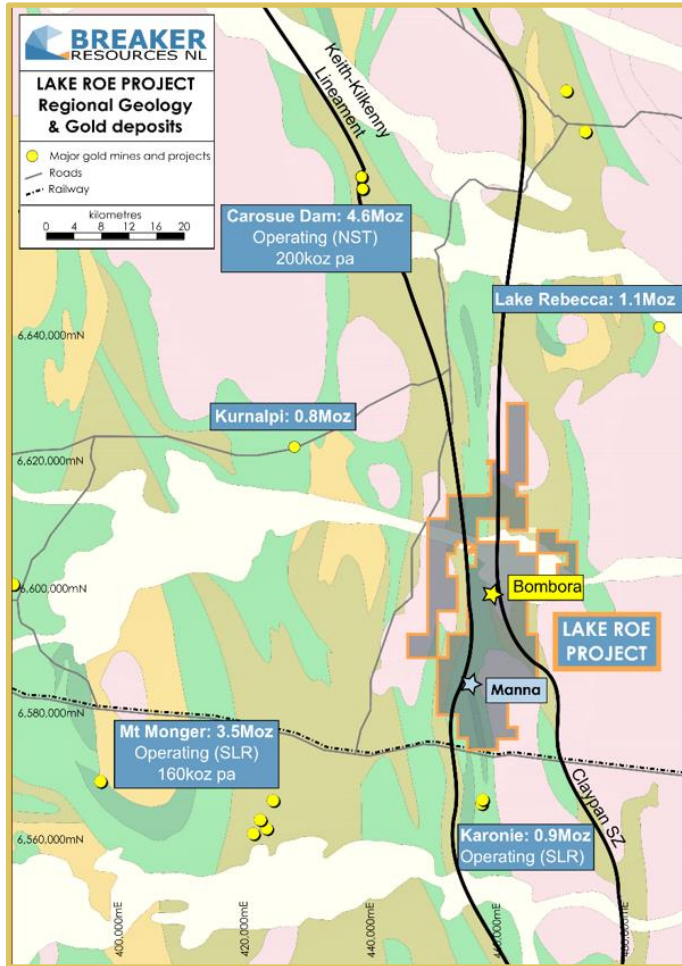 BREAKER
RESOURCES NL
LAKE ROE PROJECT
Regional Geology
& Gold deposits
Major gold mines and projects
Roads
Railway
kilometres
0 4 8 12 16 20
Keith-Kilkenny
Lineament
Carosue Dam: 4.6Moz
Operating (NST)
200koz pa
Lake Rebecca: 1.1Moz
6,640,000mN
Kurnalpi: 0.8Moz
6,620,000mN
6,600,000mN
Bombora
LAKE ROE
PROJECT
Manna
6,580,000mN
Mt Monger: 3.5Moz
Operating (SLR)
160koz pa
Claypan SZ
6,560,000mN
Karonie: 0.9Moz
Operating (SLR)
400,000mE
420,000mE
440,000mE